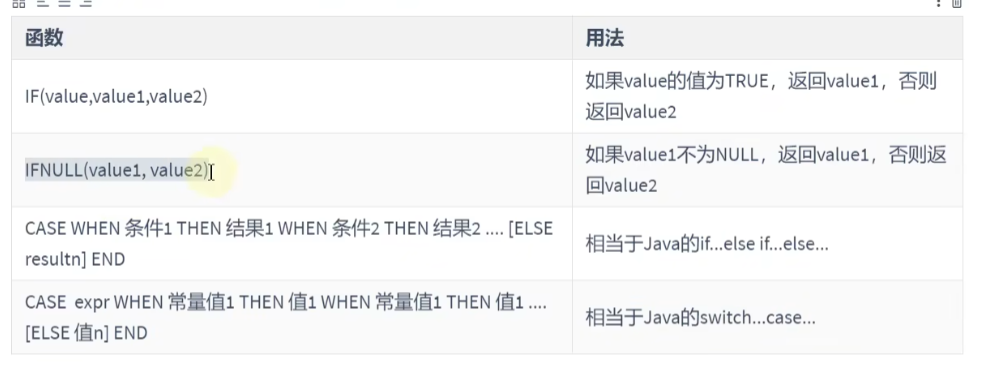 函数
用法
IF(value,value1,value2)
如果value的值为TRUE，返回value1，否则
返回value2
IFNULL(value1, value2)
如果value1不为NULL，返回value1，否则返
回value2
CASE WHEN 条件1 THEN 结果1 WHEN 条件2 THEN 结果2 .... [ELSE
resultn] END
相当于Java的if...else if...else...
CASE  expr WHEN 常量值1 THEN 值1 WHEN 常量值1 THEN 值1 ....
[ELSE 值n] END
相当于Java的switch...case...